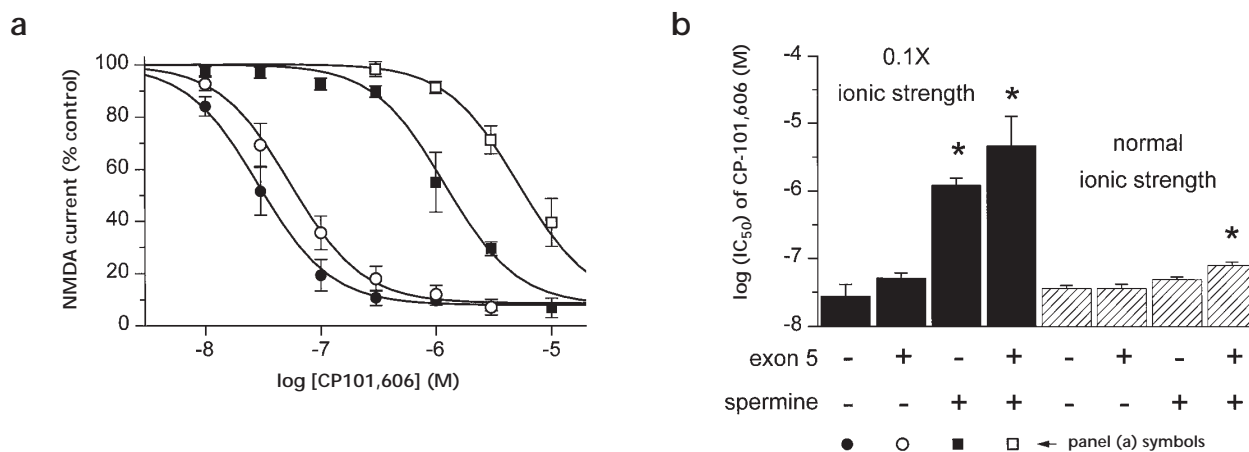 a
NMDA current (% control)
100
80
60
40
20
0
-8
-7
-6
-5
log [CP101,606] (M)
b
log (IC50) of CP-101,606 (M)
-4
-5
-6
-7
-8
0.1X
ionic strength
*
*
normal
ionic strength
*
exon 5 - + - + - + - +
spermine - - + + - - + +
● ○ ■ □ ← panel (a) symbols